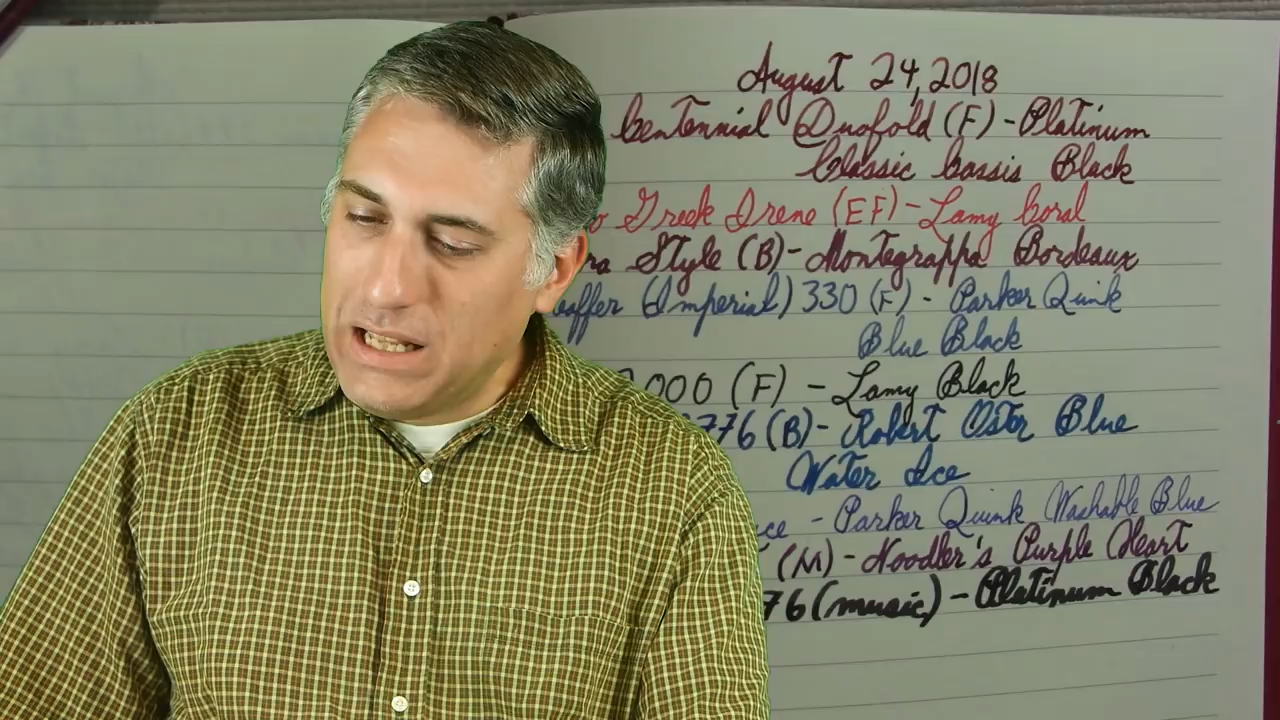 August 24, 2018
Centennial Duofold (F) - Platinum
Classic Cassis Black
Greek Irene (EF) - Lamy Coral
Style (B) - Montegrappa Bordeaux
(Imperial) 330 (F) - Parker Quink
Blue Black
000 (F) - Lamy Black
776 (B) - Robert Oster Blue
Water Ice
- Parker Quink Washable Blue
(M) - Noodler's Purple Heart
76 (music) - Platinum Black